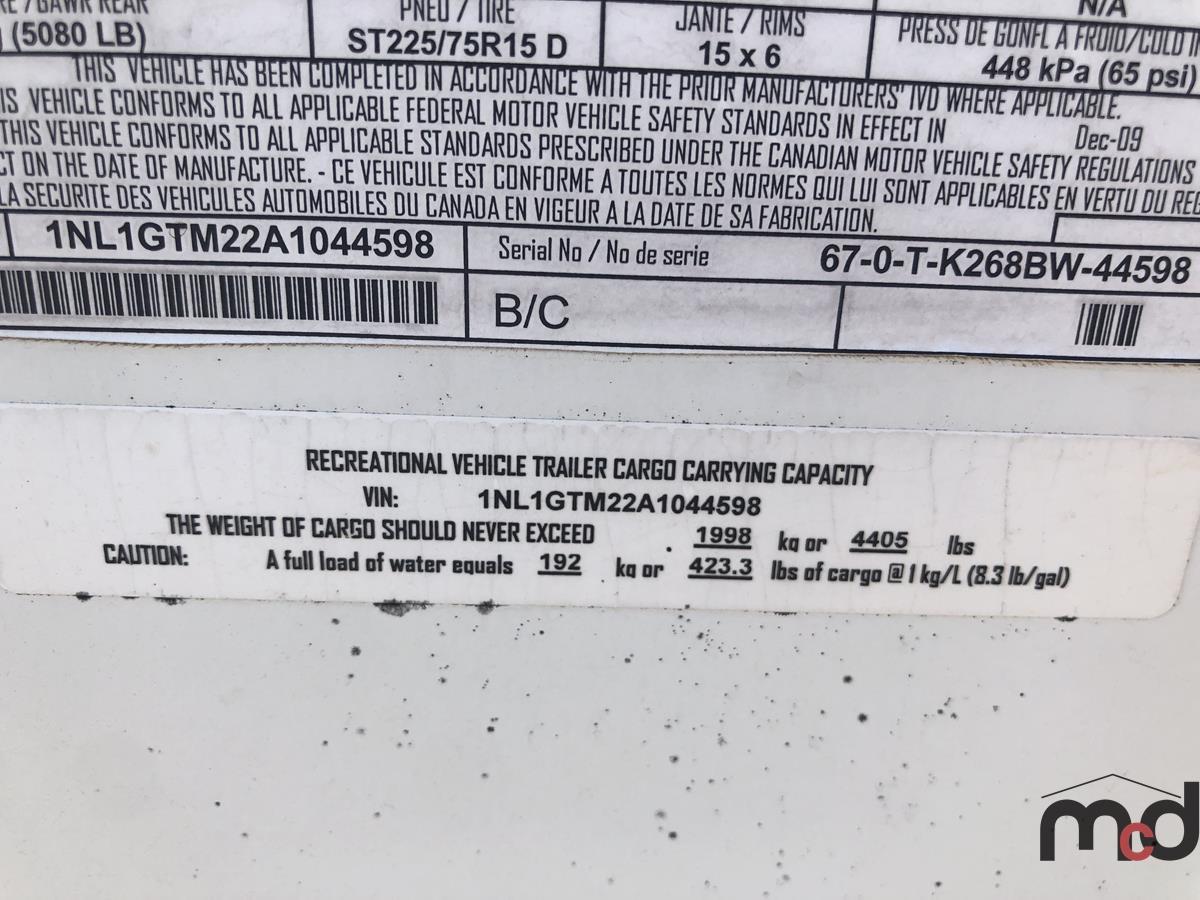 GAWR REAR
(5080 LB)
PNEU / TIRE
ST225/75R15 D
JANTE / RIMS
15 x 6
N/A
PRESS DE GONFL A FROID/COLD
448 kPa (65 psi)
THIS VEHICLE HAS BEEN COMPLETED IN ACCORDANCE WITH THE PRIOR MANUFACTURERS' IVD WHERE APPLICABLE.
IS VEHICLE CONFORMS TO ALL APPLICABLE FEDERAL MOTOR VEHICLE SAFETY STANDARDS IN EFFECT IN Dec-09
THIS VEHICLE CONFORMS TO ALL APPLICABLE STANDARDS PRESCRIBED UNDER THE CANADIAN MOTOR VEHICLE SAFETY REGULATIONS
CT ON THE DATE OF MANUFACTURE. - CE VEHICULE EST CONFORME A TOUTES LES NORMES QUI LUI SONT APPLICABLES EN VERTU DU REG
LA SECURITE DES VEHICULES AUTOMOBILES DU CANADA EN VIGEUR A LA DATE DE SA FABRICATION.
1NL1GTM22A1044598
Serial No / No de serie
67-0-T-K268BW-44598
B/C
RECREATIONAL VEHICLE TRAILER CARGO CARRYING CAPACITY
VIN: 1NL1GTM22A1044598
THE WEIGHT OF CARGO SHOULD NEVER EXCEED . 1998 kg or 4405 lbs
CAUTION: A full load of water equals 192 kg or 423.3 lbs of cargo @ 1 kg/L (8.3 lb/gal)
mcd